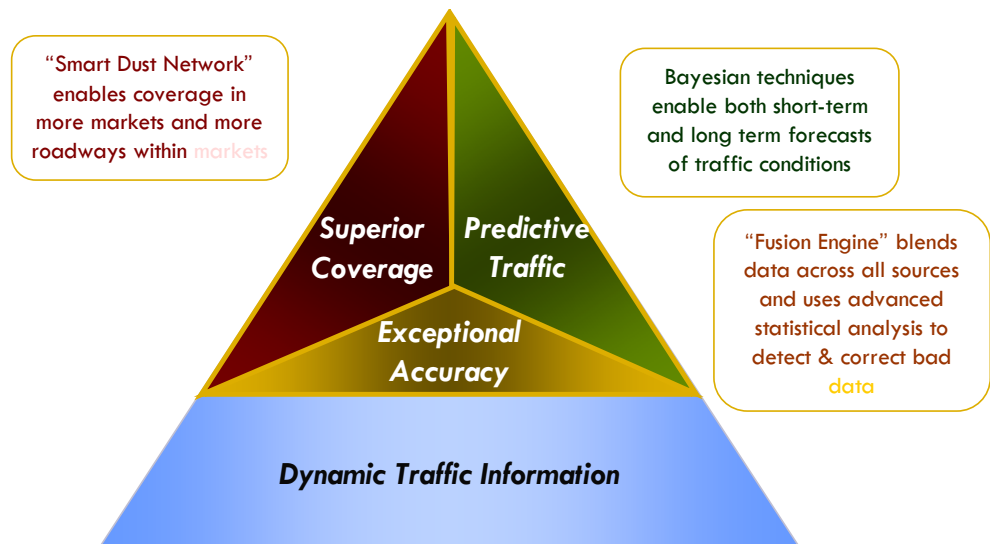 “Smart Dust Network”
enables coverage in
more markets and more
roadways within markets
Bayesian techniques
enable both short-term
and long term forecasts
of traffic conditions
“Fusion Engine” blends
data across all sources
and uses advanced
statistical analysis to
detect & correct bad
data
Superior
Coverage
Predictive
Traffic
Exceptional
Accuracy
Dynamic Traffic Information